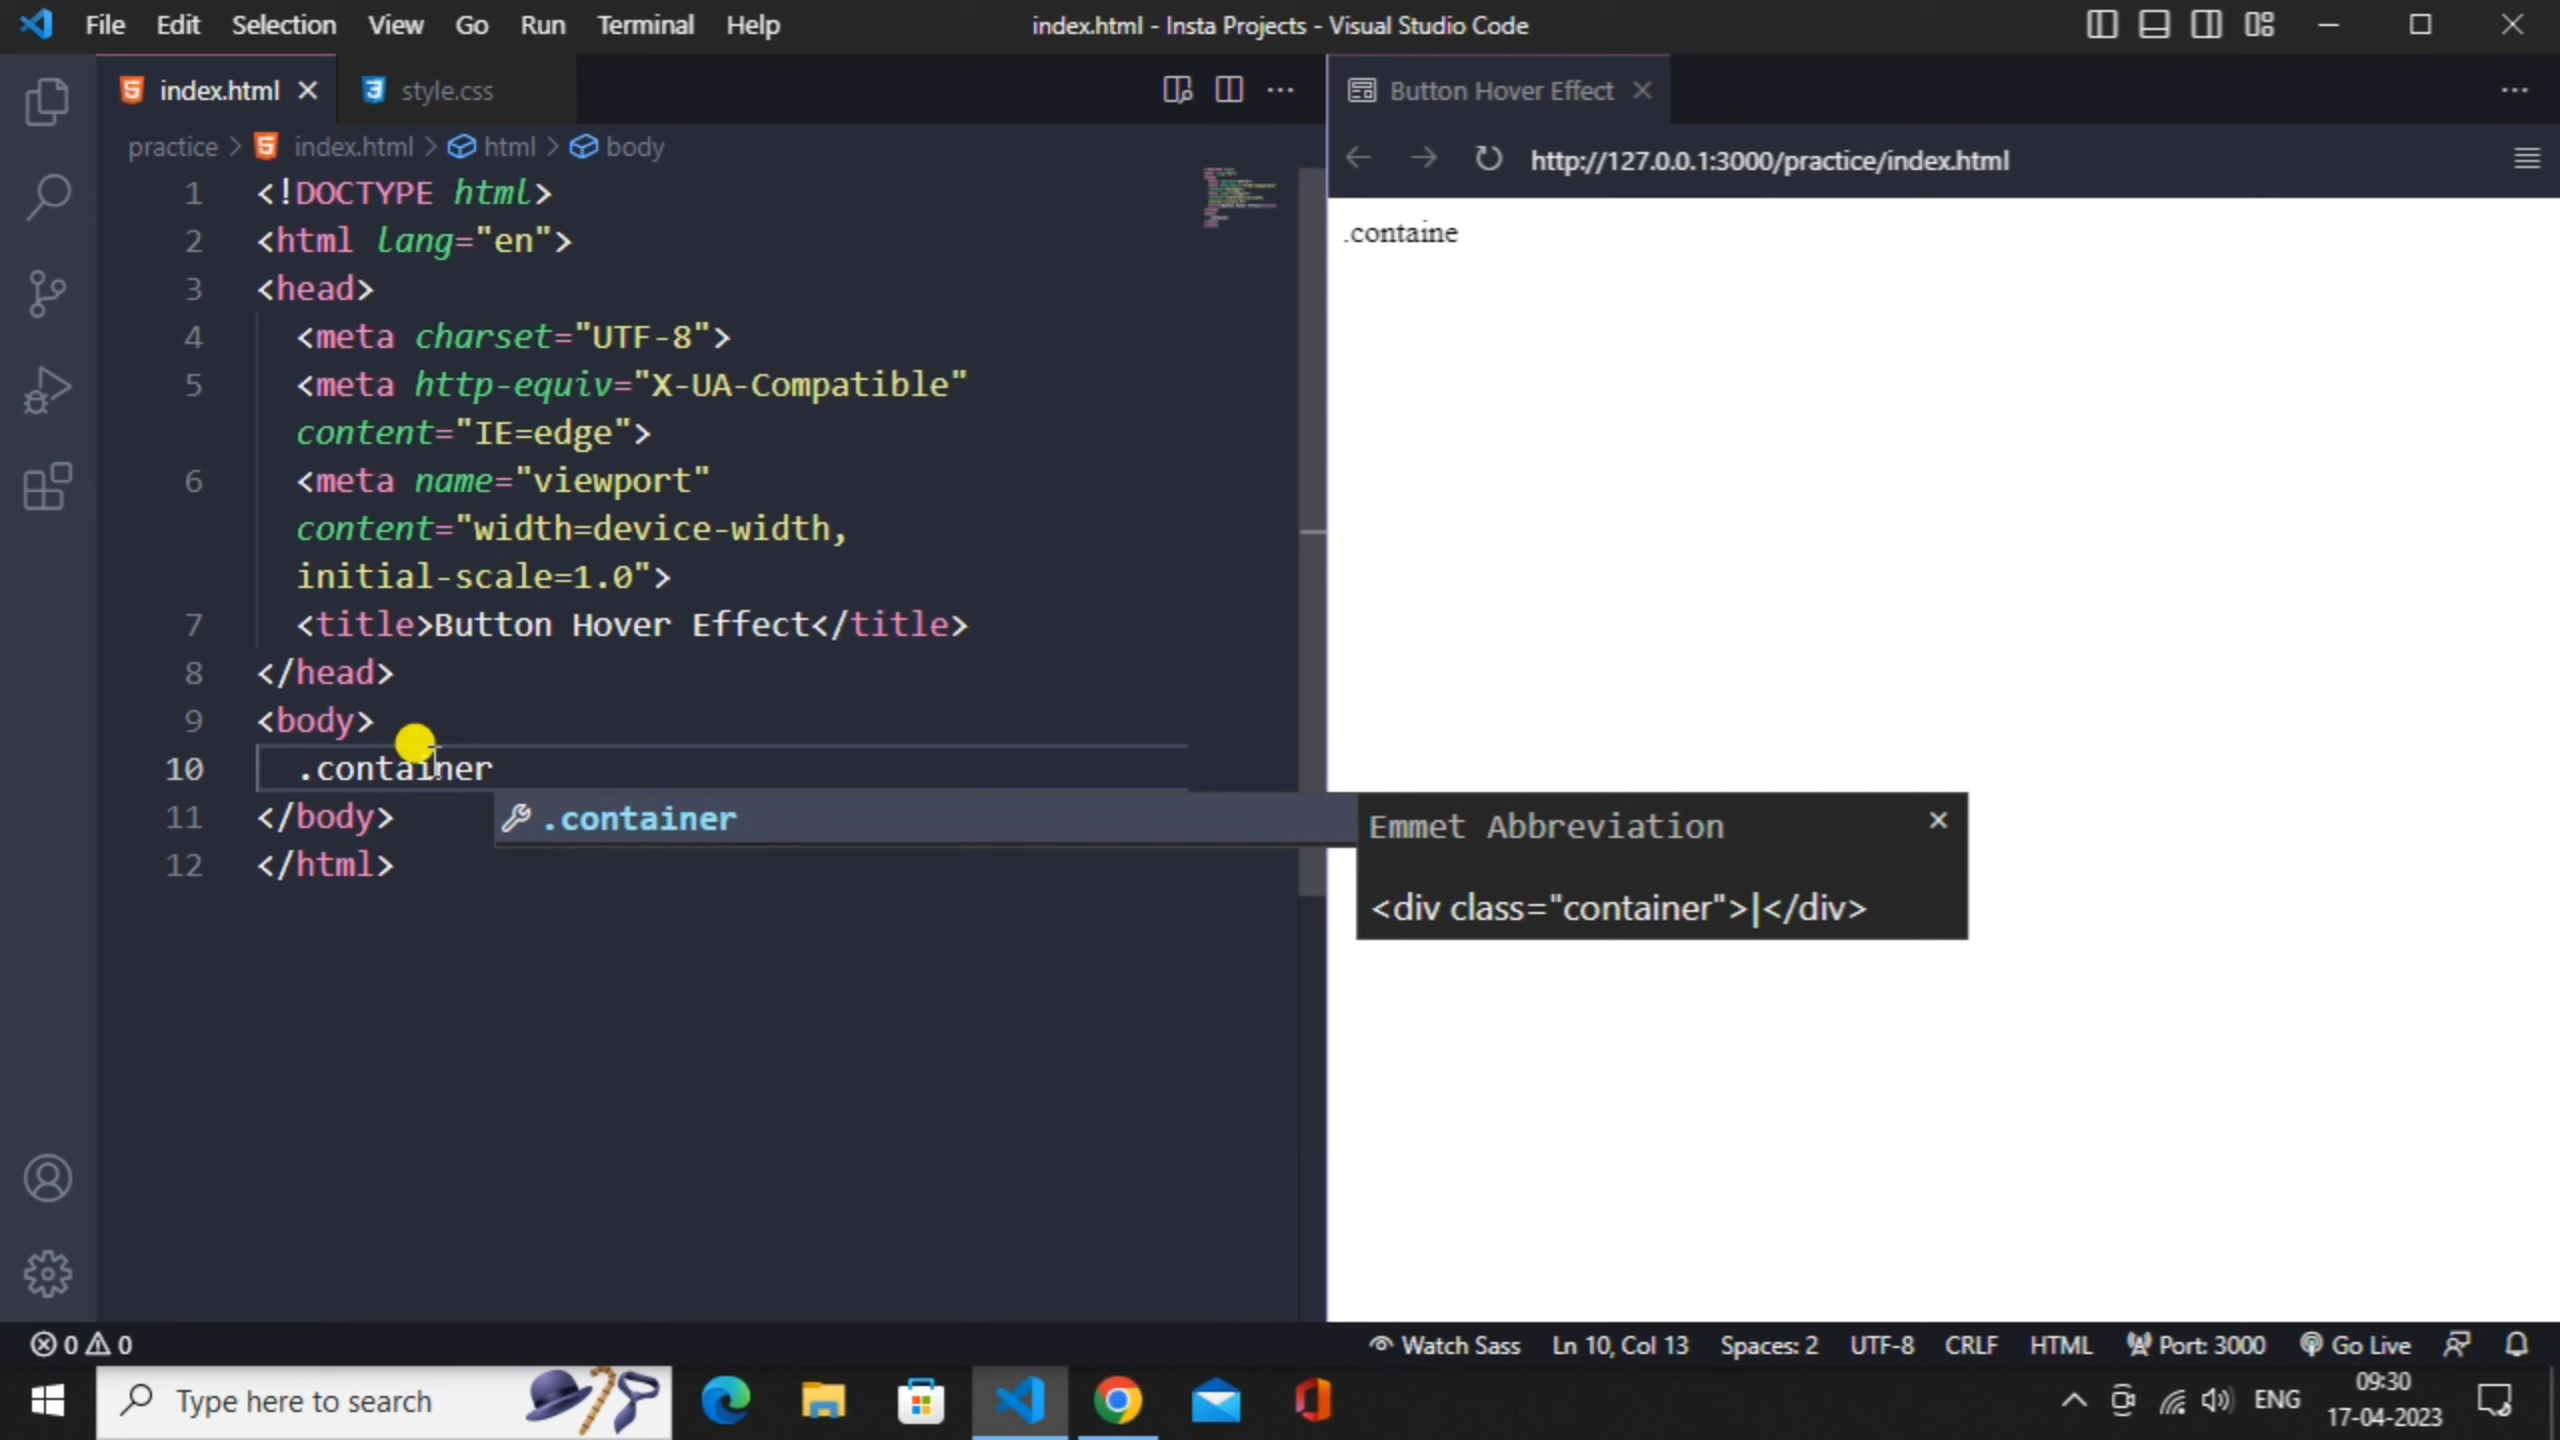 File Edit Selection View Go Run Terminal Help
index.html - Insta Projects - Visual Studio Code
index.html
style.css
Button Hover Effect
practice > index.html > html > body
http://127.0.0.1:3000/practice/index.html
1 <!DOCTYPE html>
2 <html lang="en">
3 <head>
4 <meta charset="UTF-8">
5 <meta http-equiv="X-UA-Compatible"
content="IE=edge">
6 <meta name="viewport"
content="width=device-width,
initial-scale=1.0">
7 <title>Button Hover Effect</title>
8 </head>
9 <body>
10 .container
11 </body>
12 </html>
.container
Emmet Abbreviation
<div class="container">|</div>
.containe
0 0
Watch Sass Ln 10, Col 13 Spaces: 2 UTF-8 CRLF HTML Port: 3000 Go Live
Type here to search
ENG
09:30
17-04-2023